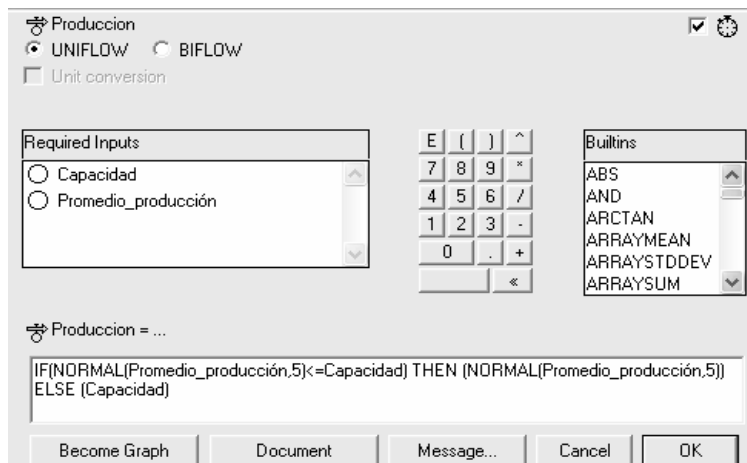 Produccion
UNIFLOW BIFLOW
Unit conversion
Required Inputs
Capacidad
Promedio_producción
E ( ) ^
7 8 9 *
4 5 6 /
1 2 3 -
0 . +
«
Builtins
ABS
AND
ARCTAN
ARRAYMEAN
ARRAYSTDDEV
ARRAYSUM
Produccion = ...
IF(NORMAL(Promedio_producción,5)<=Capacidad) THEN (NORMAL(Promedio_producción,5))
ELSE (Capacidad)
Become Graph Document Message... Cancel OK